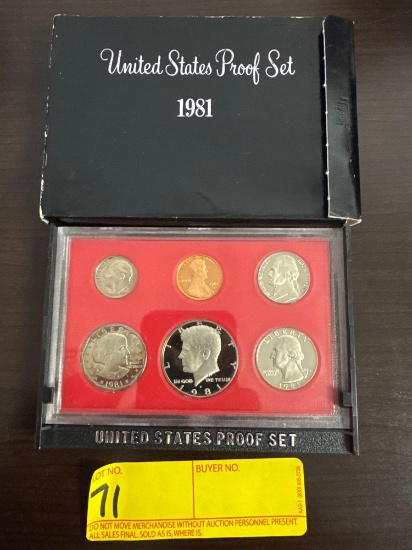 United States Proof Set
1981
LIBERTY
1981
LIBERTY
IN GOD WE TRUST
1981
LIBERTY
UNITED STATES PROOF SET
LOT NO.
71
BUYER NO.
DO NOT MOVE MERCHANDISE WITHOUT AUCTION PERSONNEL PRESENT.
ALL SALES FINAL. SOLD AS IS, WHERE IS.